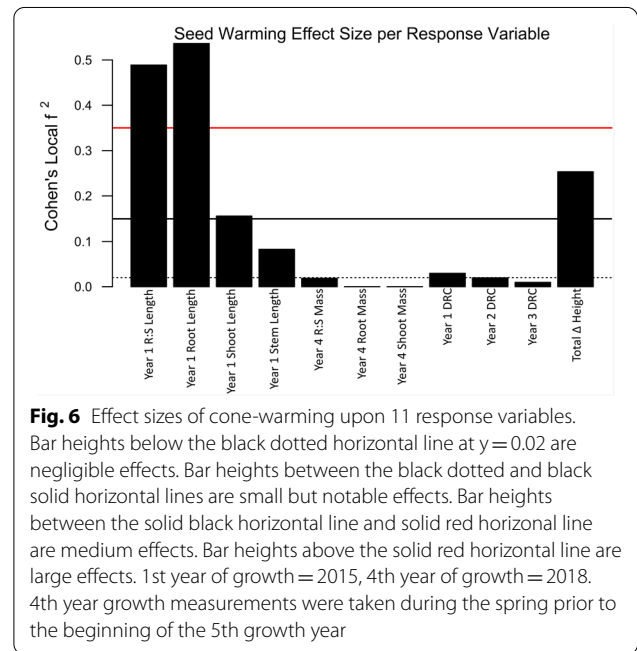 Seed Warming Effect Size per Response Variable
Cohen's Local f 2
0.5
0.4
0.3
0.2
0.1
0.0
Year 1 R:S Length
Year 1 Root Length
Year 1 Shoot Length
Year 1 Stem Length
Year 4 R:S Mass
Year 4 Root Mass
Year 4 Shoot Mass
Year 1 DRC
Year 2 DRC
Year 3 DRC
Total Δ Height
Fig. 6 Effect sizes of cone-warming upon 11 response variables.
Bar heights below the black dotted horizontal line at y = 0.02 are
negligible effects. Bar heights between the black dotted and black
solid horizontal lines are small but notable effects. Bar heights
between the solid black horizontal line and solid red horizonal line
are medium effects. Bar heights above the solid red horizontal line are
large effects. 1st year of growth = 2015, 4th year of growth = 2018.
4th year growth measurements were taken during the spring prior to
the beginning of the 5th growth year